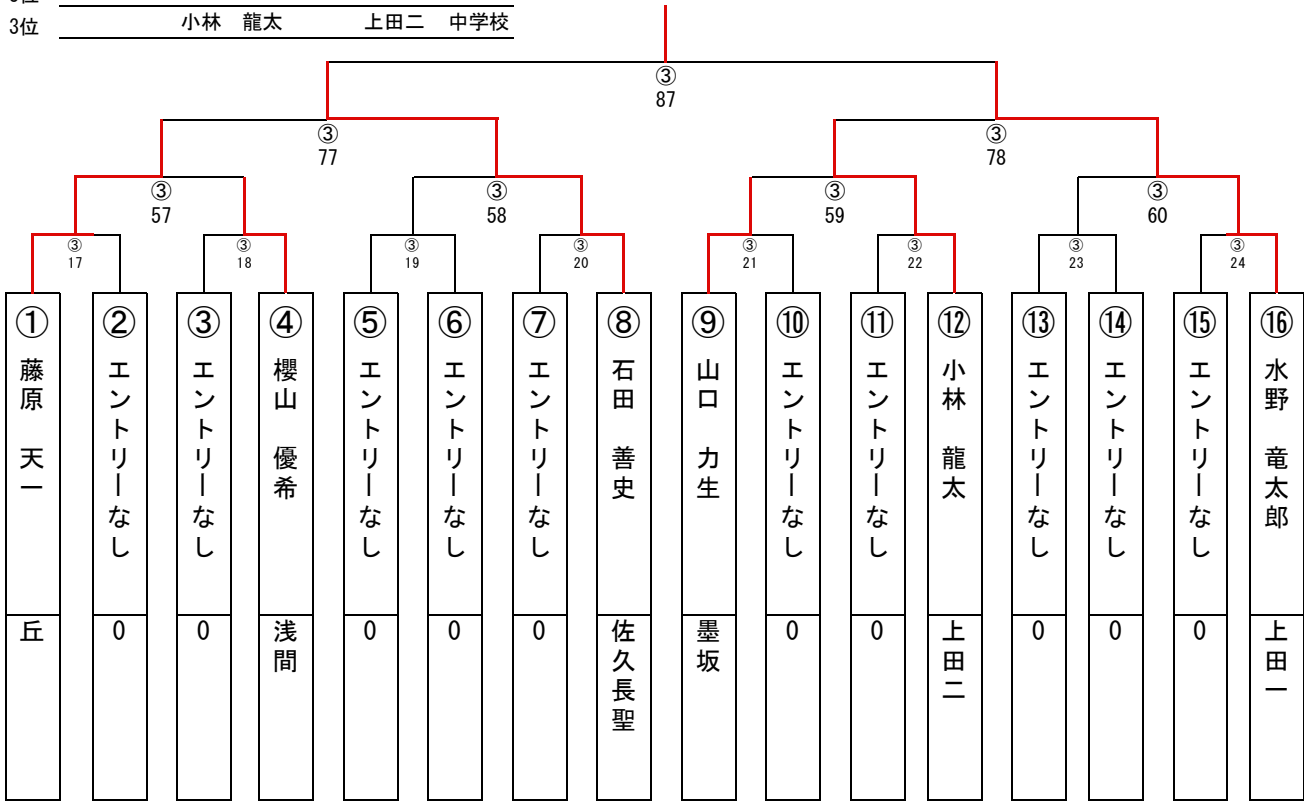 3位 小林 龍太 上田二 中学校
③
87
③ ③
77 78
③ ③ ③ ③
57 58 59 60
③ ③ ③ ③ ③ ③ ③ ③
17 18 19 20 21 22 23 24
① 藤原 天一 丘
② エントリーなし 0
③ エントリーなし 0
④ 櫻山 優希 浅間
⑤ エントリーなし 0
⑥ エントリーなし 0
⑦ エントリーなし 0
⑧ 石田 善史 佐久長聖
⑨ 山口 力生 墨坂
⑩ エントリーなし 0
⑪ エントリーなし 0
⑫ 小林 龍太 上田二
⑬ エントリーなし 0
⑭ エントリーなし 0
⑮ エントリーなし 0
⑯ 水野 竜太郎 上田一